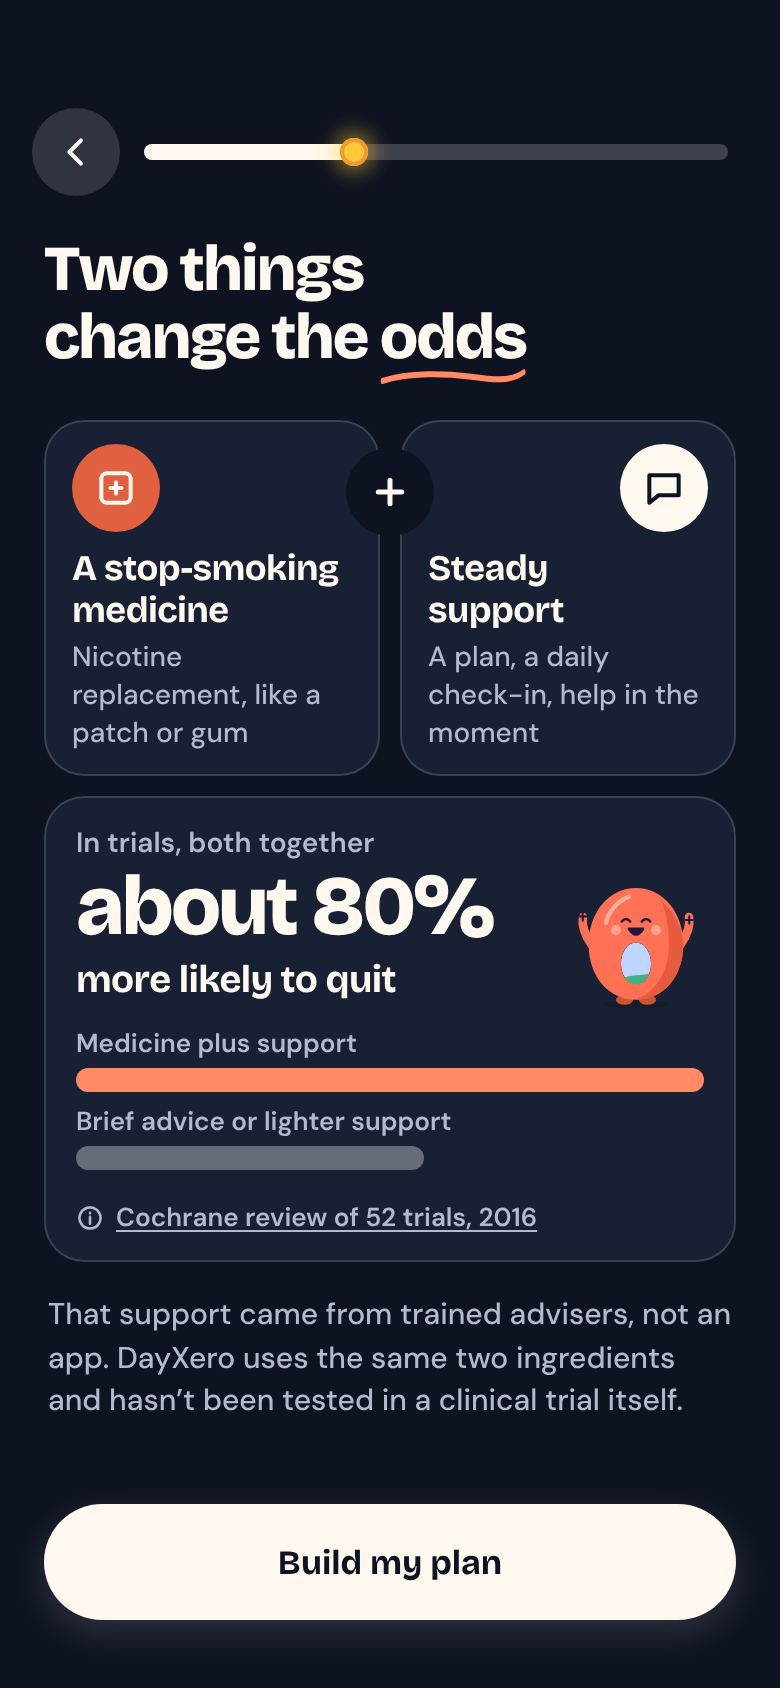 Two things
change the odds
A stop-smoking
medicine
Nicotine
replacement, like a
patch or gum
Steady
support
A plan, a daily
check-in, help in the
moment
In trials, both together
about 80%
more likely to quit
Medicine plus support
Brief advice or lighter support
Cochrane review of 52 trials, 2016
That support came from trained advisers, not an
app. DayXero uses the same two ingredients
and hasn’t been tested in a clinical trial itself.
Build my plan